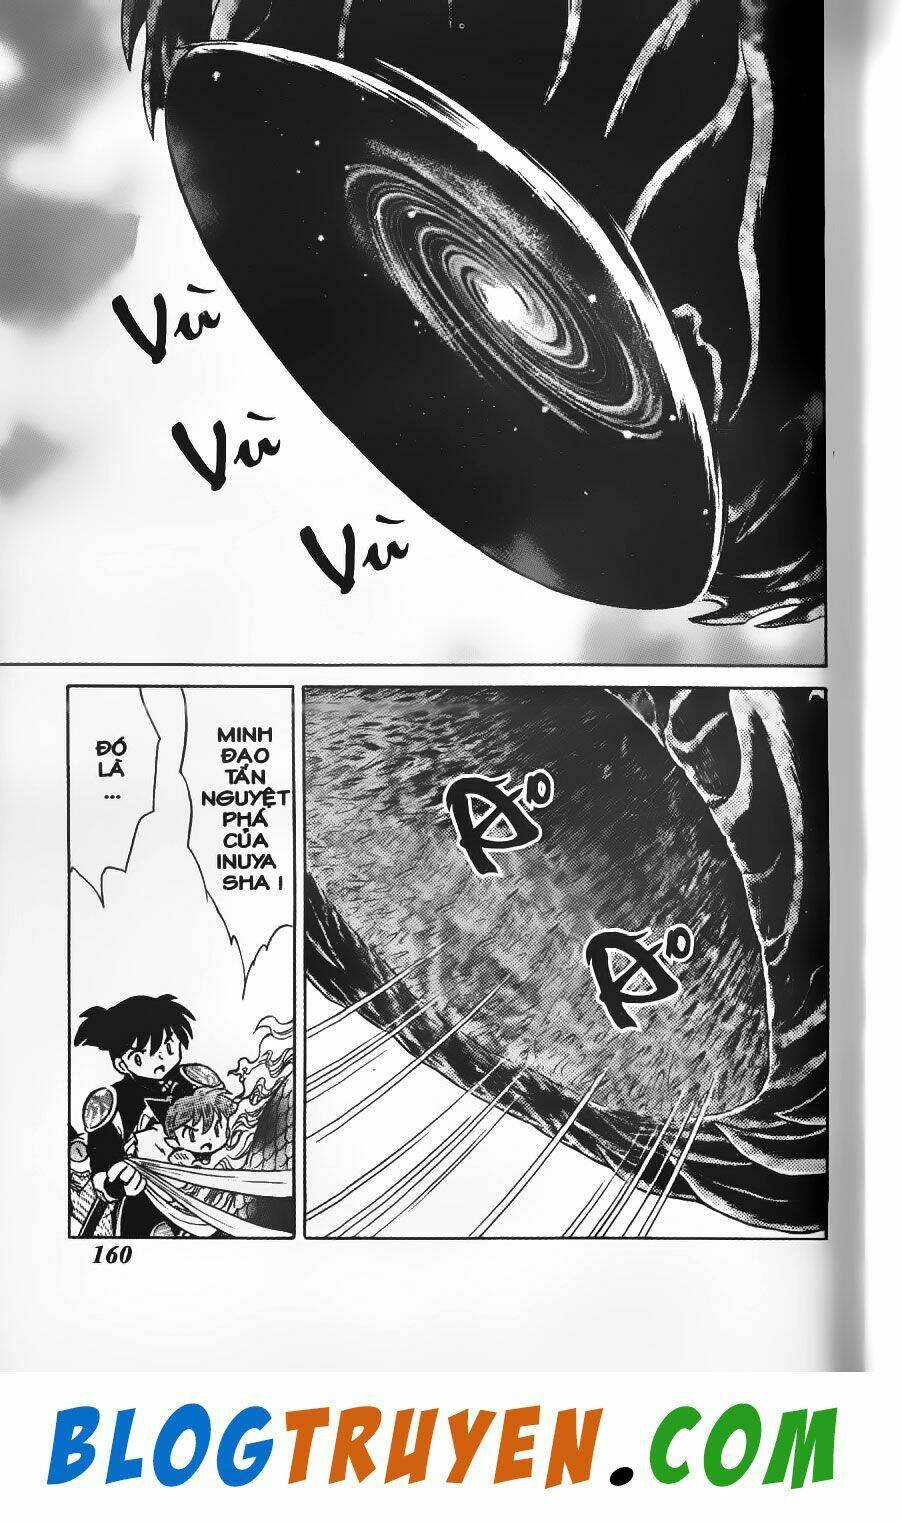 Vù
Vù
Vù
Ào
Ào
MINH
ĐẠO
TẤN
NGUYỆT
PHÁ
CỦA
INUYA
SHA !
ĐÓ
LÀ
...
160
BLOGTRUYEN.COM